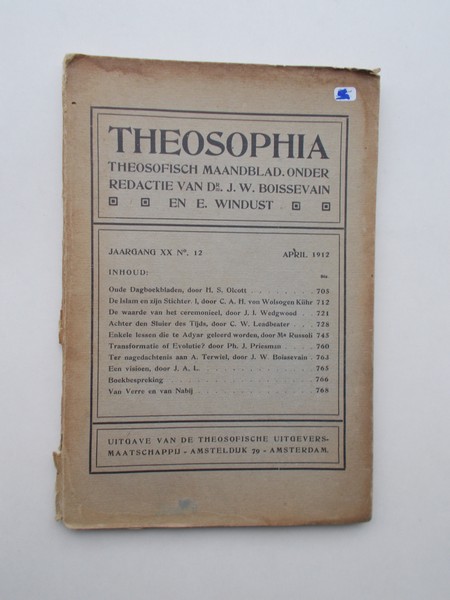 THEOSOPHIA
THEOSOFISCH MAANDBLAD. ONDER
REDACTIE VAN DR. J. W. BOISSEVAIN
EN E. WINDUST
JAARGANG XX No. 12 APRIL 1912
INHOUD: Blz.
Oude Dagboekbladen, door H. S. Olcott . . . . . . . . 705
De Islam en zijn Stichter. I, door C. A. H. von Wolzogen Kühr 712
De waarde van het ceremonieel, door J. I. Wedgwood . . . 721
Achter den Sluier des Tijds, door C. W. Leadbeater . . . 728
Enkele lessen die te Adyar geleerd worden, door Me Russull 745
Transformatie of Evolutie? door Ph. J. Priesman . . . 760
Ter nagedachtenis aan A. Terwiel, door J. W. Boissevain . 763
Een visioen, door J. A. L. . . . . . . . . . 765
Boekbespreking . . . . . . . . . . 766
Van Verre en van Nabij . . . . . . . . . . 768
UITGAVE VAN DE THEOSOFISCHE UITGEVERS-
MAATSCHAPPIJ - AMSTELDIJK 79 - AMSTERDAM.